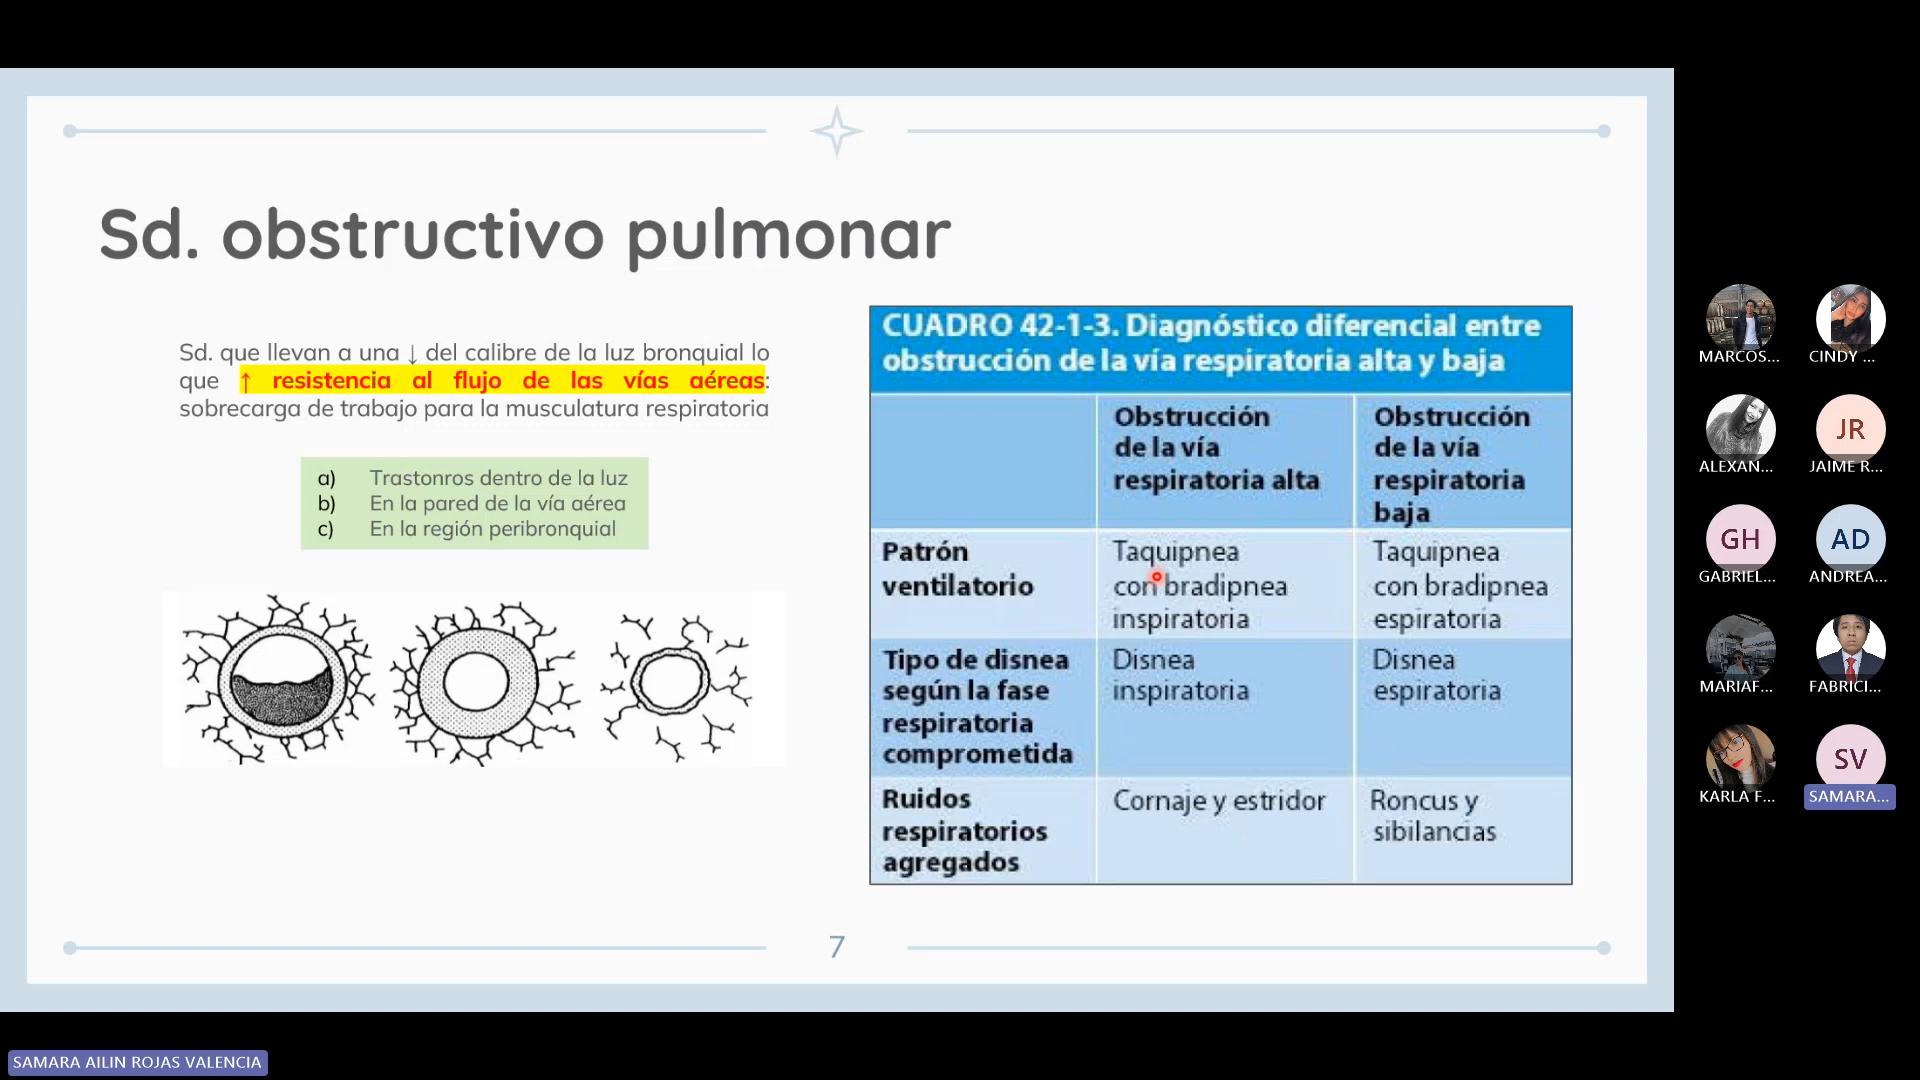 Sd. obstructivo pulmonar
Sd. que llevan a una ↓ del calibre de la luz bronquial lo
que ↑ resistencia al flujo de las vías aéreas:
sobrecarga de trabajo para la musculatura respiratoria
a) Trastonros dentro de la luz
b) En la pared de la vía aérea
c) En la región peribronquial
CUADRO 42-1-3. Diagnóstico diferencial entre
obstrucción de la vía respiratoria alta y baja
Obstrucción
de la vía
respiratoria alta
Obstrucción
de la vía
respiratoria
baja
Patrón
ventilatorio
Taquipnea
con bradipnea
inspiratoria
Taquipnea
con bradipnea
espiratoria
Tipo de disnea
según la fase
respiratoria
comprometida
Disnea
inspiratoria
Disnea
espiratoria
Ruidos
respiratorios
agregados
Cornaje y estridor
Roncus y
sibilancias
7
MARCOS...
CINDY ...
ALEXAN...
JR
JAIME R...
GH
GABRIEL...
AD
ANDREA...
MARIAF...
FABRICI...
KARLA F...
SV
SAMARA...
SAMARA AILIN ROJAS VALENCIA